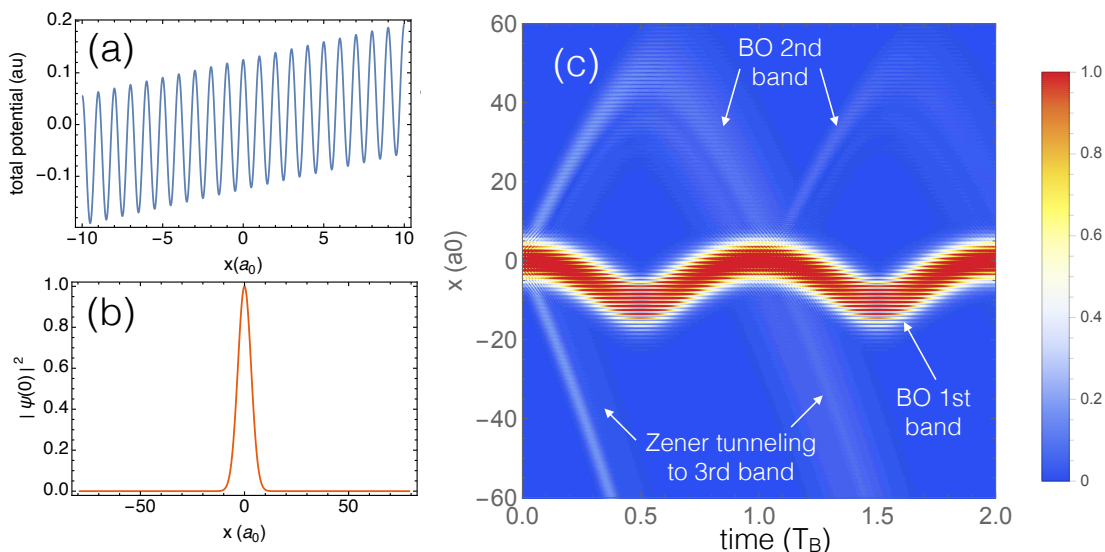 (a)
total potential (au)
0.2
0.1
0.0
-0.1
-10
-5
0
5
10
x(a₀)
(b)
| ψ(0) |²
1.0
0.8
0.6
0.4
0.2
0.0
-50
0
50
x (a₀)
(c)
BO 2nd
band
BO 1st
band
Zener tunneling
to 3rd band
x (a0)
60
40
20
0
−20
−40
−60
0.0
0.5
1.0
1.5
2.0
time (T_B)
1.0
0.8
0.6
0.4
0.2
0